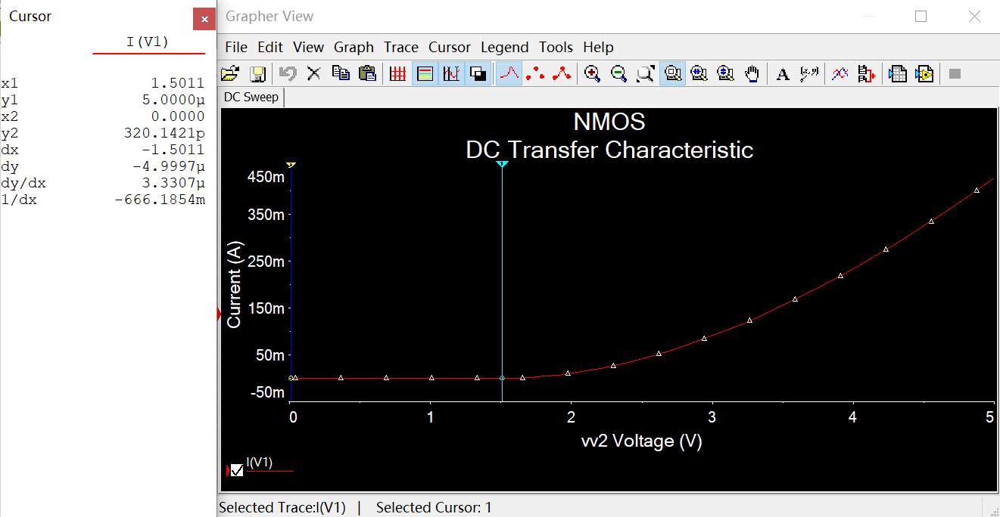 Cursor
I(V1)
x1 1.5011
y1 5.0000µ
x2 0.0000
y2 320.1421p
dx -1.5011
dy -4.9997µ
dy/dx 3.3307µ
1/dx -666.1854m
Grapher View
File Edit View Graph Trace Cursor Legend Tools Help
DC Sweep
NMOS
DC Transfer Characteristic
450m
350m
250m
150m
50m
-50m
Current (A)
0 1 2 3 4 5
vv2 Voltage (V)
I(V1)
Selected Trace:I(V1) | Selected Cursor: 1